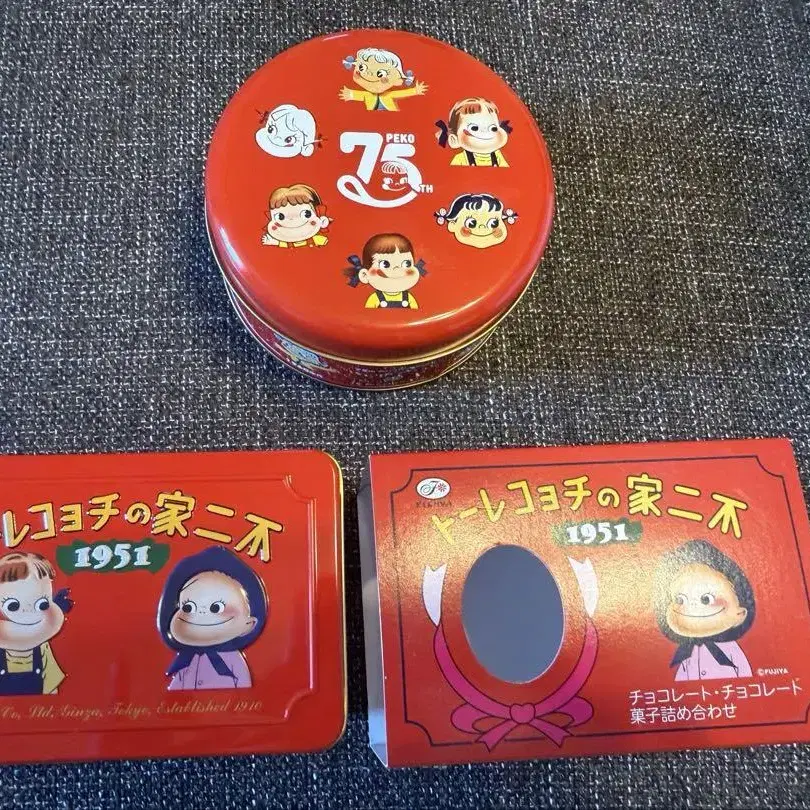 PEKO
75
TH
不二家のチョコレー
1951
Co, Ltd, Ginza, Tokyo, Established 1910
F
FUJIYA
不二家のチョコレート
1951
©FUJIYA
チョコレート・チョコレート
菓子詰め合わせ